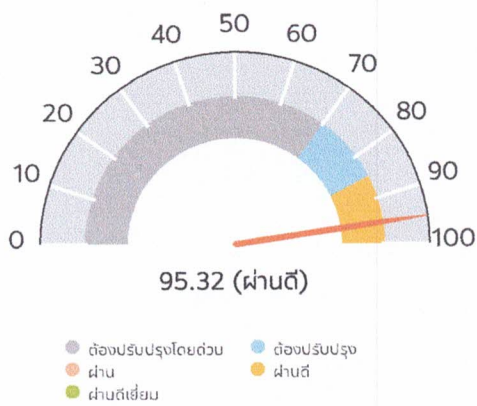 50
40 60
30 70
20 80
10 90
0 100
95.32 (ผ่านดี)
ต้องปรับปรุงโดยด่วน ต้องปรับปรุง
ผ่าน ผ่านดี
ผ่านดีเยี่ยม